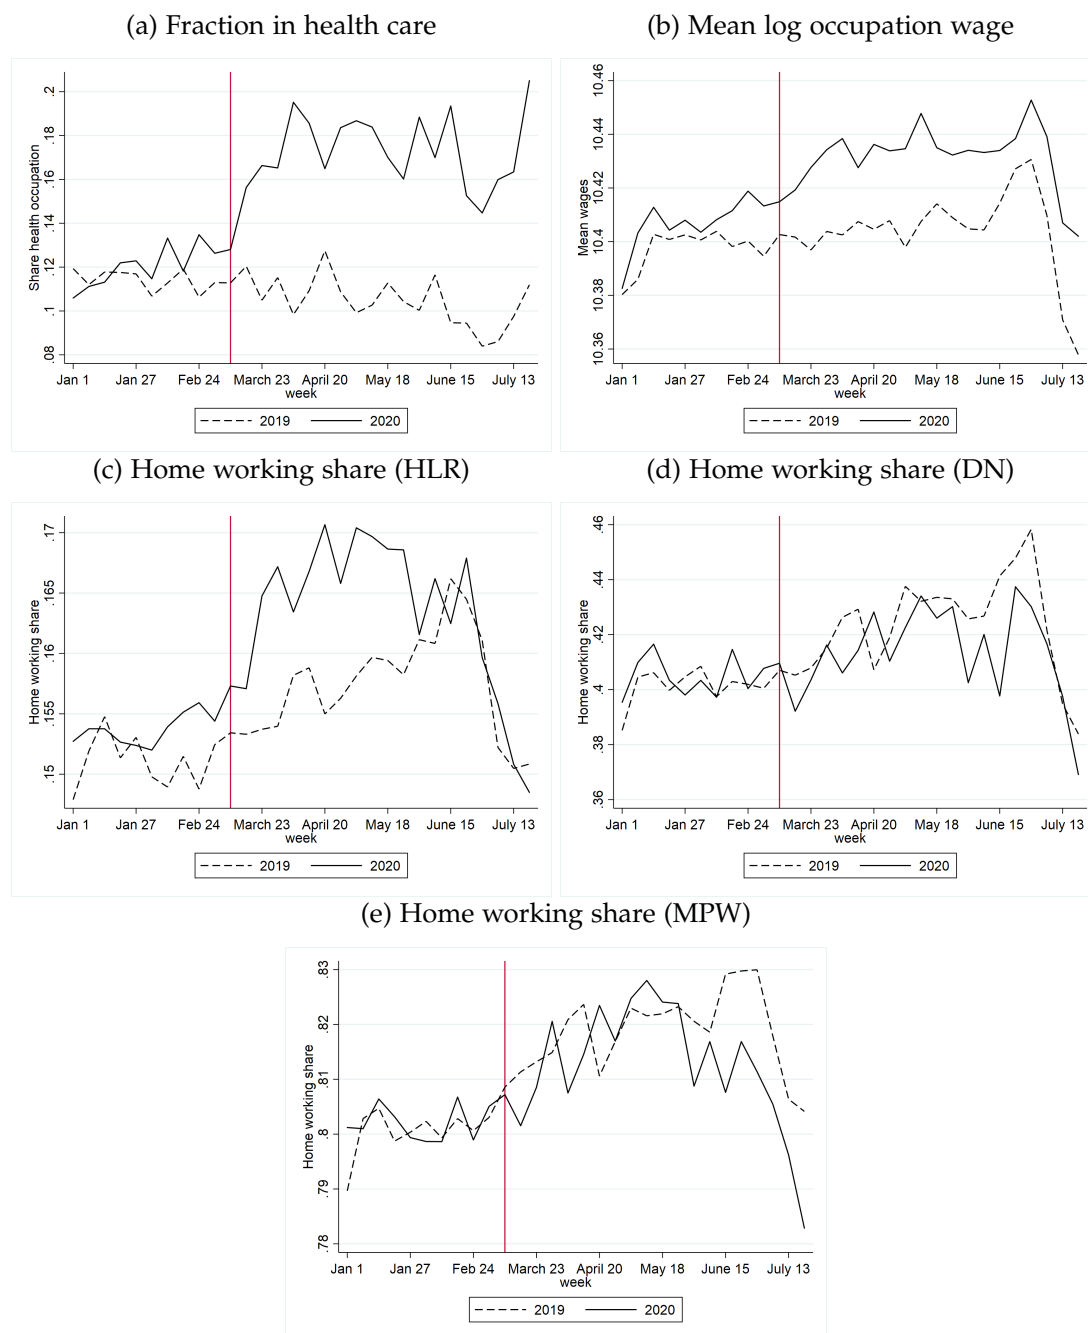 (a) Fraction in health care
Share health occupation
.2
.18
.16
.14
.12
.1
.08
Jan 1 Jan 27 Feb 24 March 23 April 20 May 18 June 15 July 13
week
2019 2020
(b) Mean log occupation wage
Mean wages
10.46
10.44
10.42
10.4
10.38
10.36
Jan 1 Jan 27 Feb 24 March 23 April 20 May 18 June 15 July 13
week
2019 2020
(c) Home working share (HLR)
Home working share
.17
.165
.16
.155
.15
Jan 1 Jan 27 Feb 24 March 23 April 20 May 18 June 15 July 13
week
2019 2020
(d) Home working share (DN)
Home working share
.46
.44
.42
.4
.38
.36
Jan 1 Jan 27 Feb 24 March 23 April 20 May 18 June 15 July 13
week
2019 2020
(e) Home working share (MPW)
Home working share
.83
.82
.81
.8
.79
.78
Jan 1 Jan 27 Feb 24 March 23 April 20 May 18 June 15 July 13
week
2019 2020